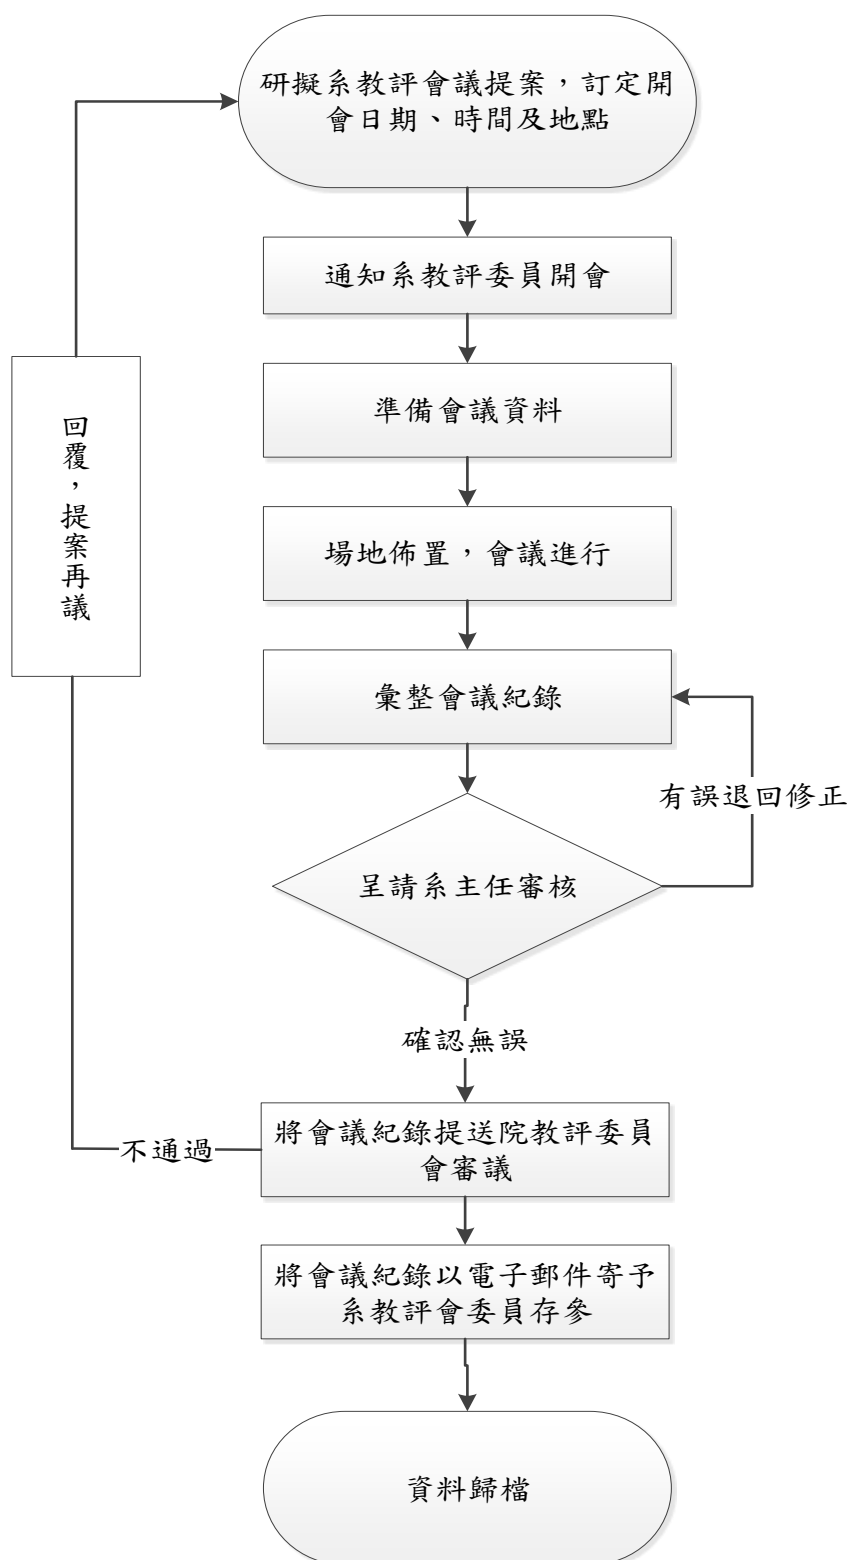 研擬系教評會議提案，訂定開
會日期、時間及地點
通知系教評委員開會
準備會議資料
回覆，提案再議
場地佈置，會議進行
彙整會議紀錄
有誤退回修正
呈請系主任審核
確認無誤
將會議紀錄提送院教評委員
會審議
不通過
將會議紀錄以電子郵件寄予
系教評會委員存參
資料歸檔